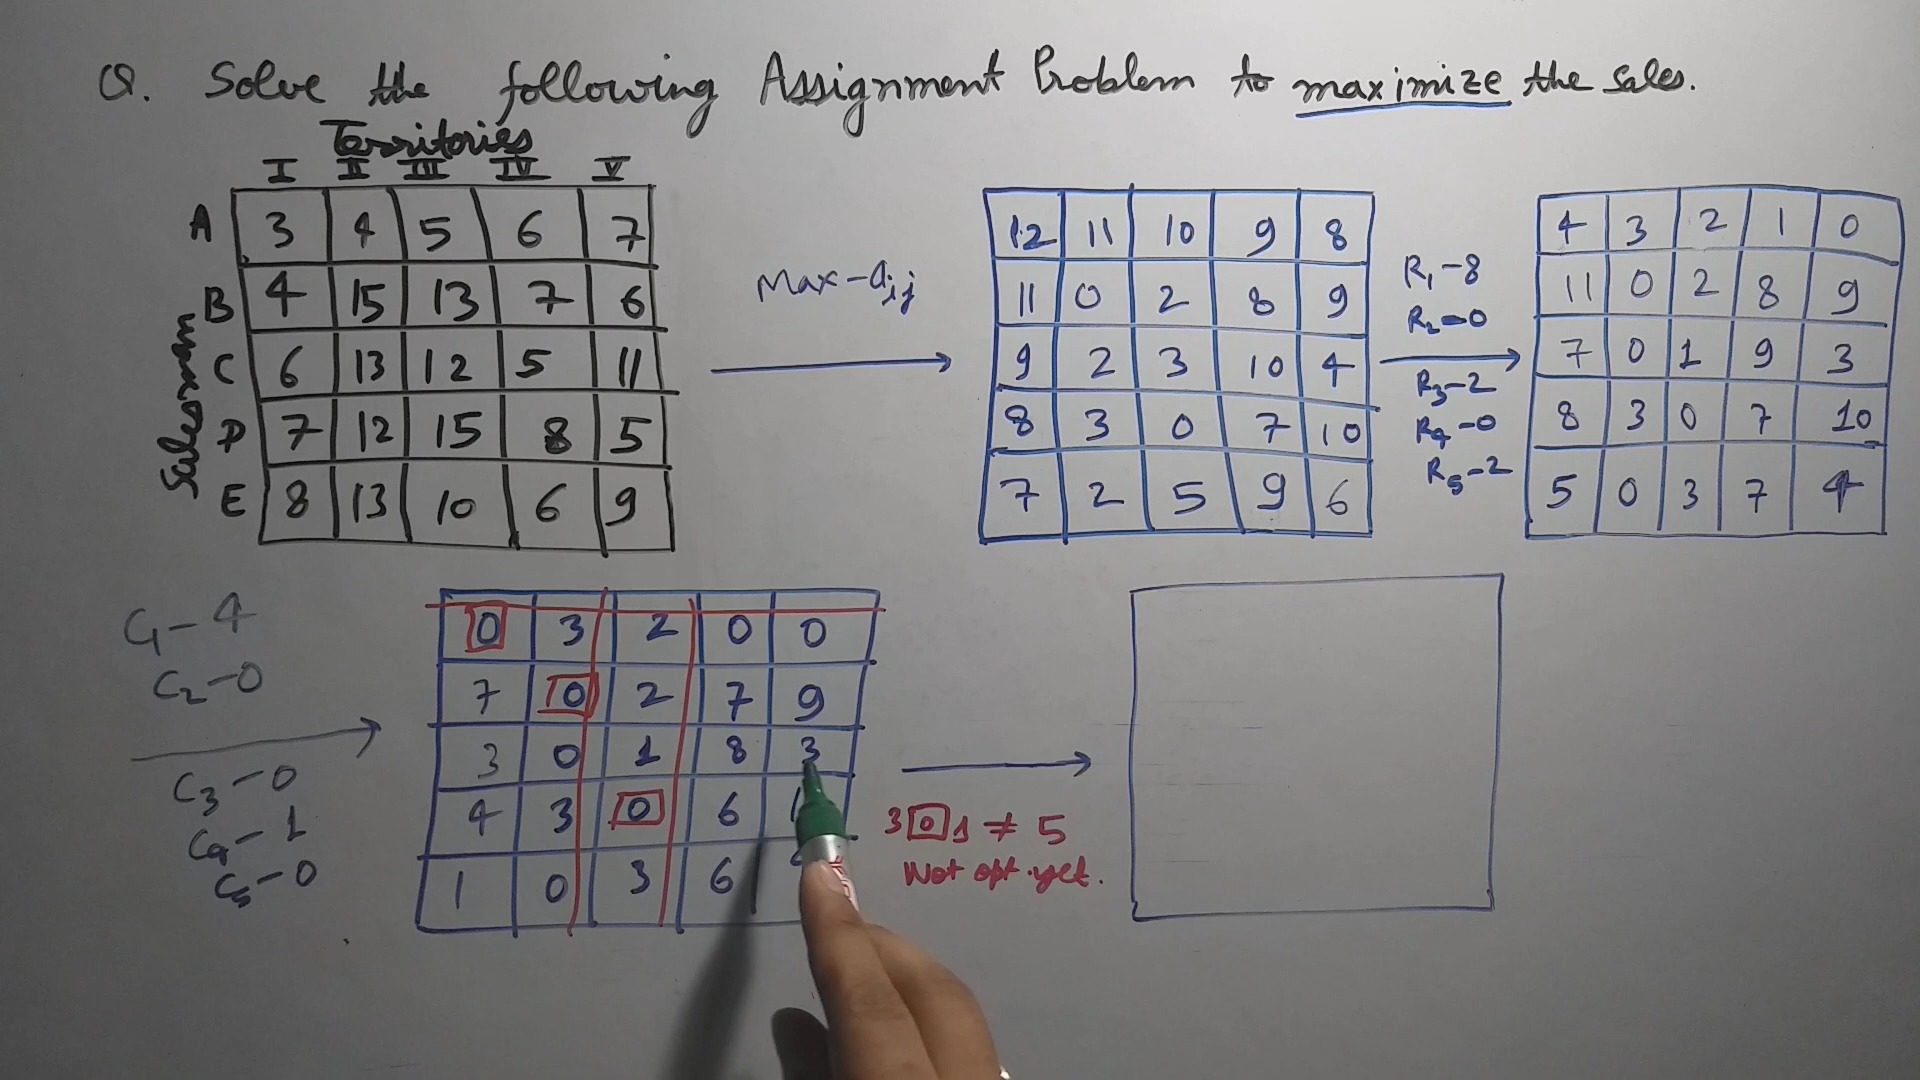 Q. Solve the following Assignment Problem to maximize the sales.
Territories
I II III IV V
Salesman
A 3 4 5 6 7
B 4 15 13 7 6
C 6 13 12 5 11
D 7 12 15 8 5
E 8 13 10 6 9
Max-aij
12 11 10 9 8
11 0 2 8 9
9 2 3 10 4
8 3 0 7 10
7 2 5 9 6
R1-8
R2-0
R3-2
R4-0
R5-2
4 3 2 1 0
11 0 2 8 9
7 0 1 9 3
8 3 0 7 10
5 0 3 7 4
C1-4
C2-0
C3-0
C4-1
C5-0
0 3 2 0 0
7 0 2 7 9
3 0 1 8 3
4 3 0 6 1
1 0 3 6
3 0 s ≠ 5
Not opt. yet.